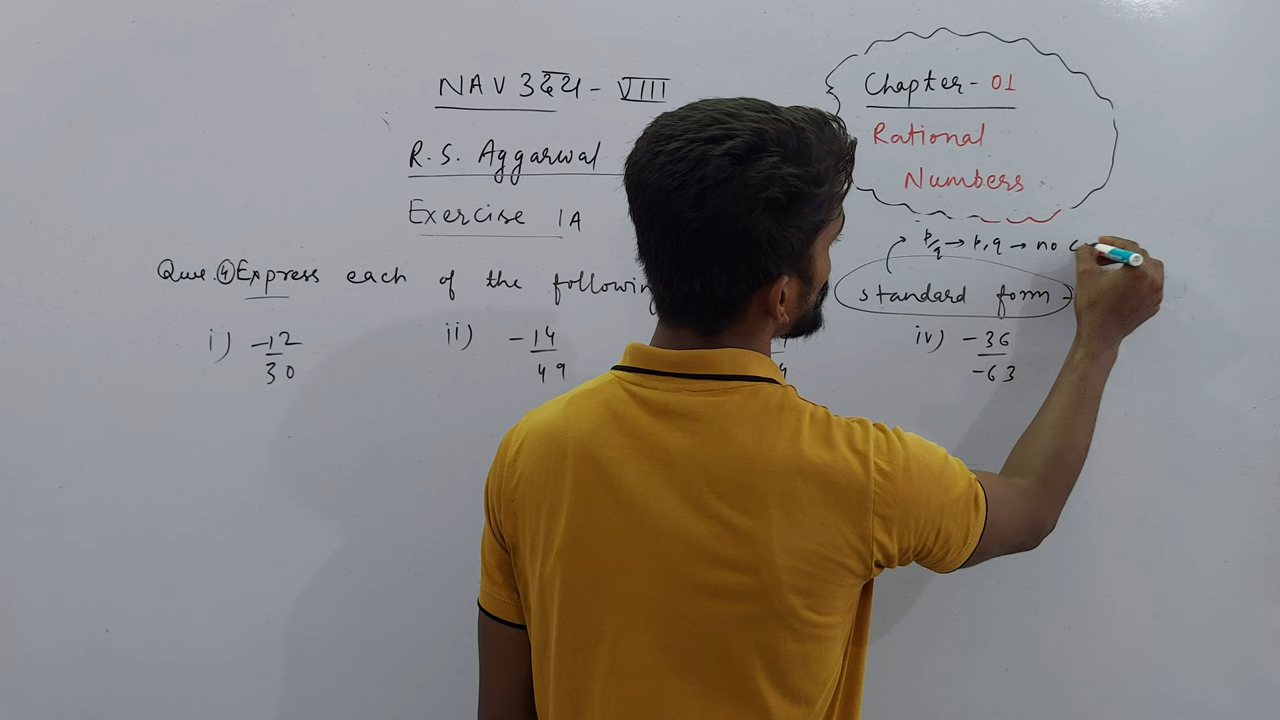 NAV उदय - VIII
R.S. Aggarwal
Exercise 1A
Chapter - 01
Rational
Numbers
p/q → p,q → no
Que. ④ Express each of the following
standard form
i) -12/30
ii) -14/49
iv) -36/-63